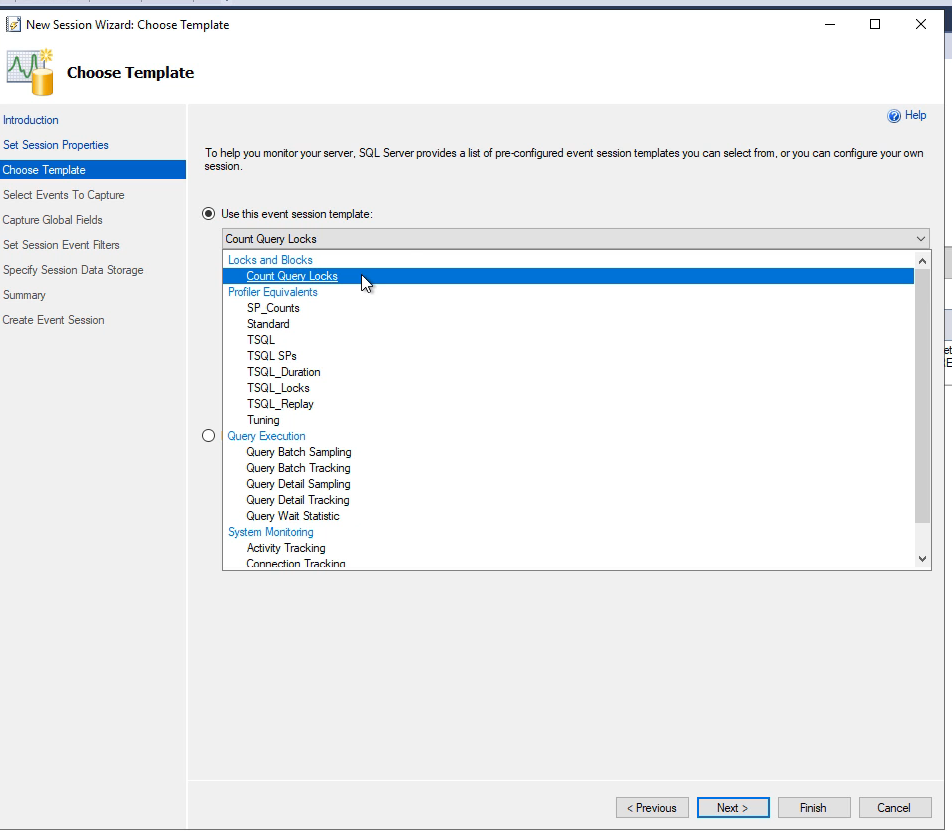 New Session Wizard: Choose Template
Choose Template
Introduction
Set Session Properties
Choose Template
Select Events To Capture
Capture Global Fields
Set Session Event Filters
Specify Session Data Storage
Summary
Create Event Session
Help
To help you monitor your server, SQL Server provides a list of pre-configured event session templates you can select from, or you can configure your own
session.
Use this event session template:
Count Query Locks
Locks and Blocks
Count Query Locks
Profiler Equivalents
SP_Counts
Standard
TSQL
TSQL SPs
TSQL_Duration
TSQL_Locks
TSQL_Replay
Tuning
Query Execution
Query Batch Sampling
Query Batch Tracking
Query Detail Sampling
Query Detail Tracking
Query Wait Statistic
System Monitoring
Activity Tracking
Connection Tracking
< Previous
Next >
Finish
Cancel